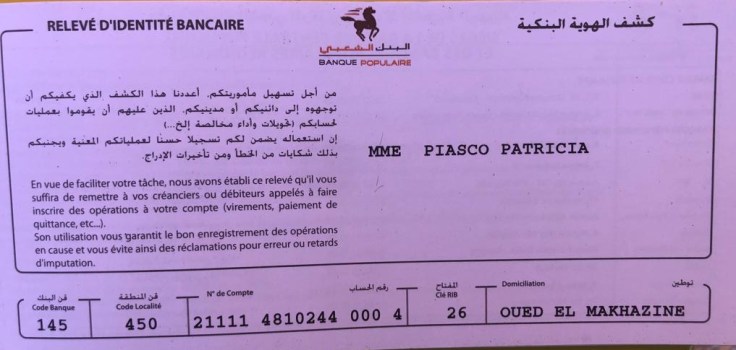 RELEVÉ D'IDENTITÉ BANCAIRE
كشف الهوية البنكية
البنك الشعبي
BANQUE POPULAIRE
من أجل تسهيل مأموريتكم، أعددنا هذا الكشف الذي يكفيكم أن
توجهوه إلى دائنيكم أو مدينيكم، الذين عليهم أن يقوموا بعمليات
لحسابكم (تحويلات وأداء مخالصة إلخ...)
إن استعماله يضمن لكم تسجيلا حسنا لعملياتكم المعنية ويجنبكم
بذلك شكايات من الخطأ ومن تأخيرات الإدراج.
MME PIASCO PATRICIA
En vue de faciliter votre tâche, nous avons établi ce relevé qu'il vous
suffira de remettre à vos créanciers ou débiteurs appelés à faire
inscrire des opérations à votre compte (virements, paiement de
quittance, etc...).
Son utilisation vous garantit le bon enregistrement des opérations
en cause et vous évite ainsi des réclamations pour erreur ou retards
d'imputation.
فن البنك فن المنطقة رقم الحساب المفتاح توطين
Code Banque Code Localité N° de Compte Clé RIB Domiciliation
145 450 21111 4810244 000 4 26 OUED EL MAKHAZINE